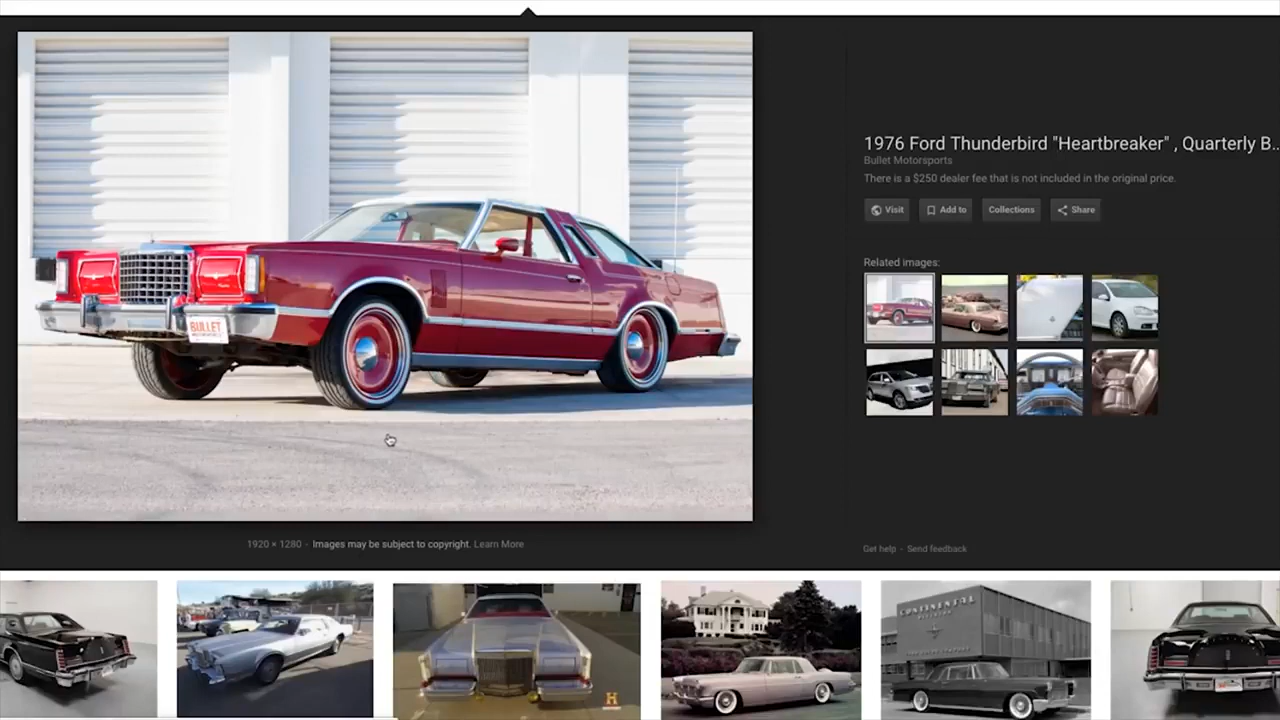 BULLET
1976 Ford Thunderbird "Heartbreaker" , Quarterly B..
Bullet Motorsports
There is a $250 dealer fee that is not included in the original price.
Visit
Add to
Collections
Share
Related images:
1920 × 1280 - Images may be subject to copyright. Learn More
Get help - Send feedback
H
CONTINENTAL